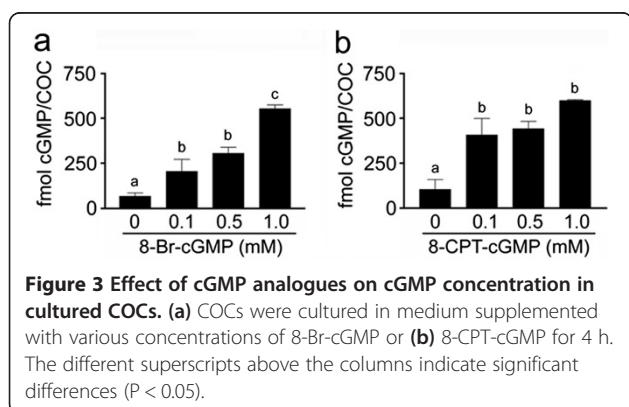 a
b
fmol cGMP/COC
750
500
250
0
a
b
b
c
0 0.1 0.5 1.0
8-Br-cGMP (mM)
fmol cGMP/COC
750
500
250
0
a
b
b
b
0 0.1 0.5 1.0
8-CPT-cGMP (mM)
Figure 3 Effect of cGMP analogues on cGMP concentration in
cultured COCs. (a) COCs were cultured in medium supplemented
with various concentrations of 8-Br-cGMP or (b) 8-CPT-cGMP for 4 h.
The different superscripts above the columns indicate significant
differences (P < 0.05).